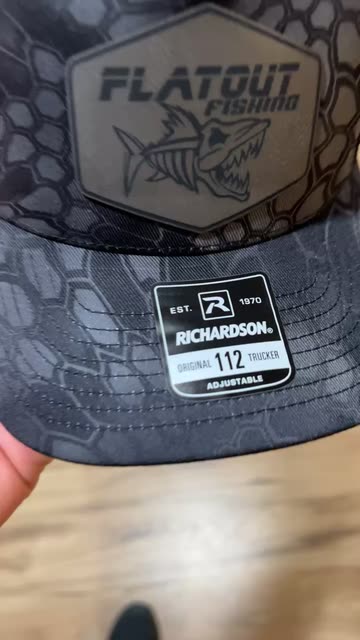 FLATOUT
FISHING
EST. R 1970
RICHARDSON®
ORIGINAL 112 TRUCKER
ADJUSTABLE